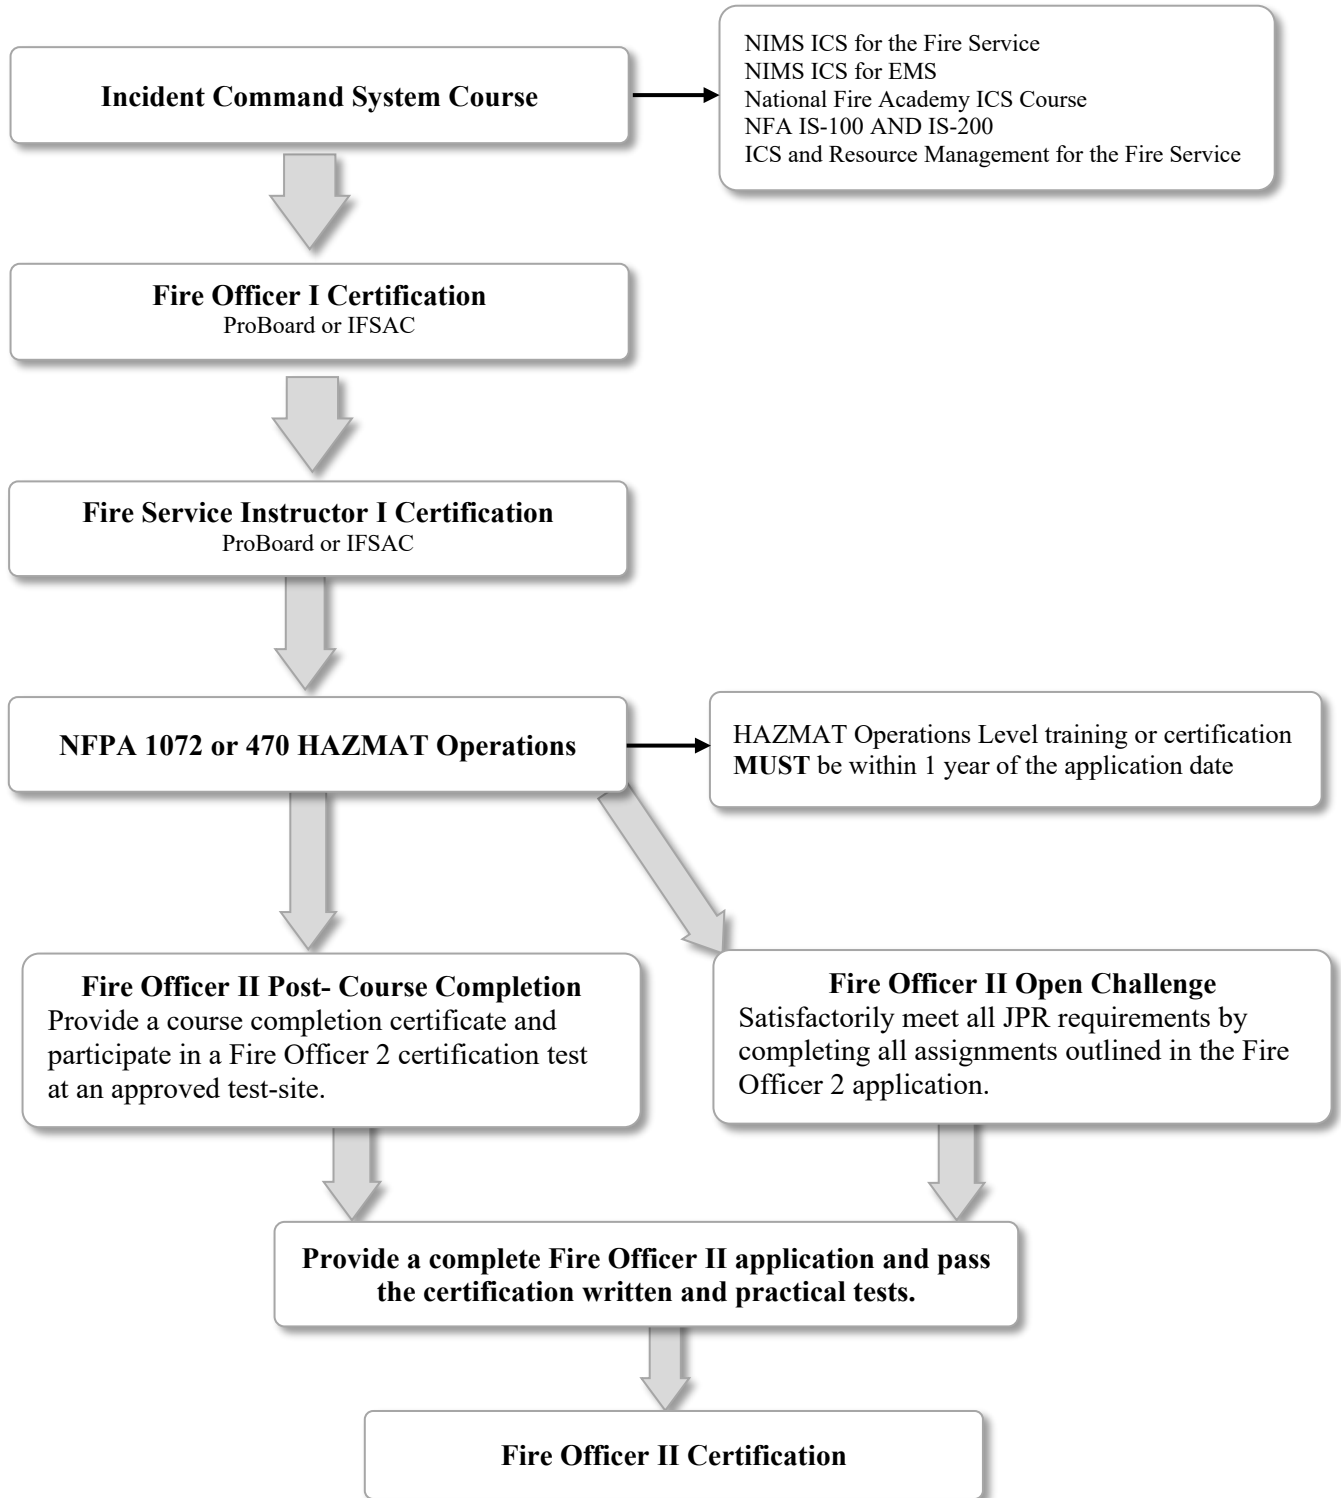 Incident Command System Course
NIMS ICS for the Fire Service
NIMS ICS for EMS
National Fire Academy ICS Course
NFA IS-100 AND IS-200
ICS and Resource Management for the Fire Service
Fire Officer I Certification
ProBoard or IFSAC
Fire Service Instructor I Certification
ProBoard or IFSAC
NFPA 1072 or 470 HAZMAT Operations
HAZMAT Operations Level training or certification
MUST be within 1 year of the application date
Fire Officer II Post- Course Completion
Provide a course completion certificate and
participate in a Fire Officer 2 certification test
at an approved test-site.
Fire Officer II Open Challenge
Satisfactorily meet all JPR requirements by
completing all assignments outlined in the Fire
Officer 2 application.
Provide a complete Fire Officer II application and pass
the certification written and practical tests.
Fire Officer II Certification